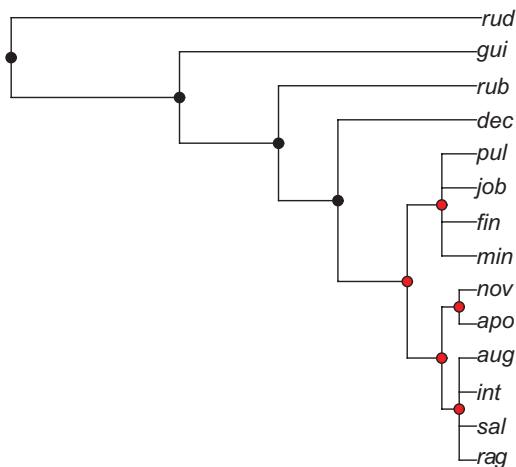 rud
gui
rub
dec
pul
job
fin
min
nov
apo
aug
int
sal
rag